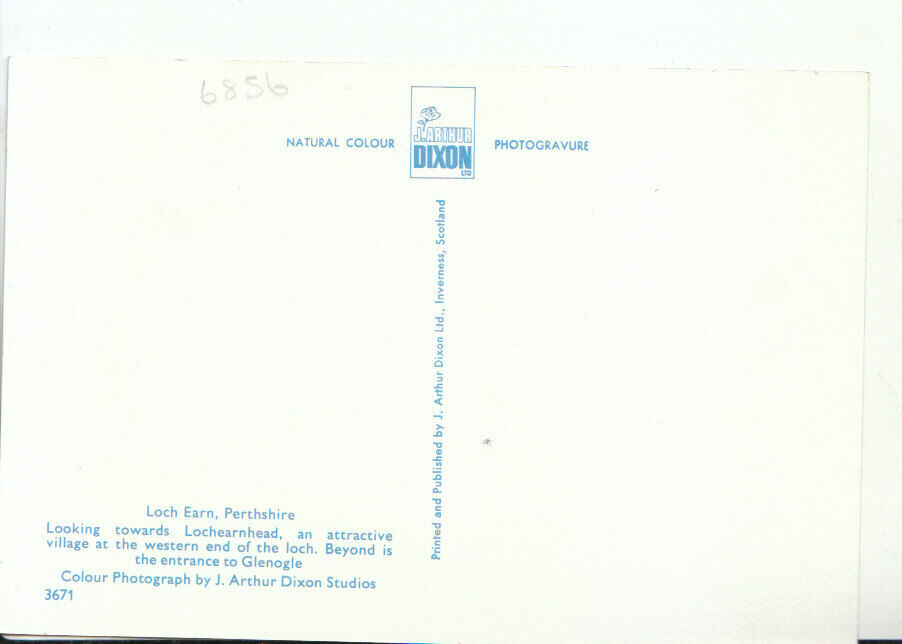 6856
NATURAL COLOUR
J. ARTHUR
DIXON
LTD
PHOTOGRAVURE
Printed and Published by J. Arthur Dixon Ltd., Inverness, Scotland
Loch Earn, Perthshire
Looking towards Lochearnhead, an attractive
village at the western end of the loch. Beyond is
the entrance to Glenogle
Colour Photograph by J. Arthur Dixon Studios
3671